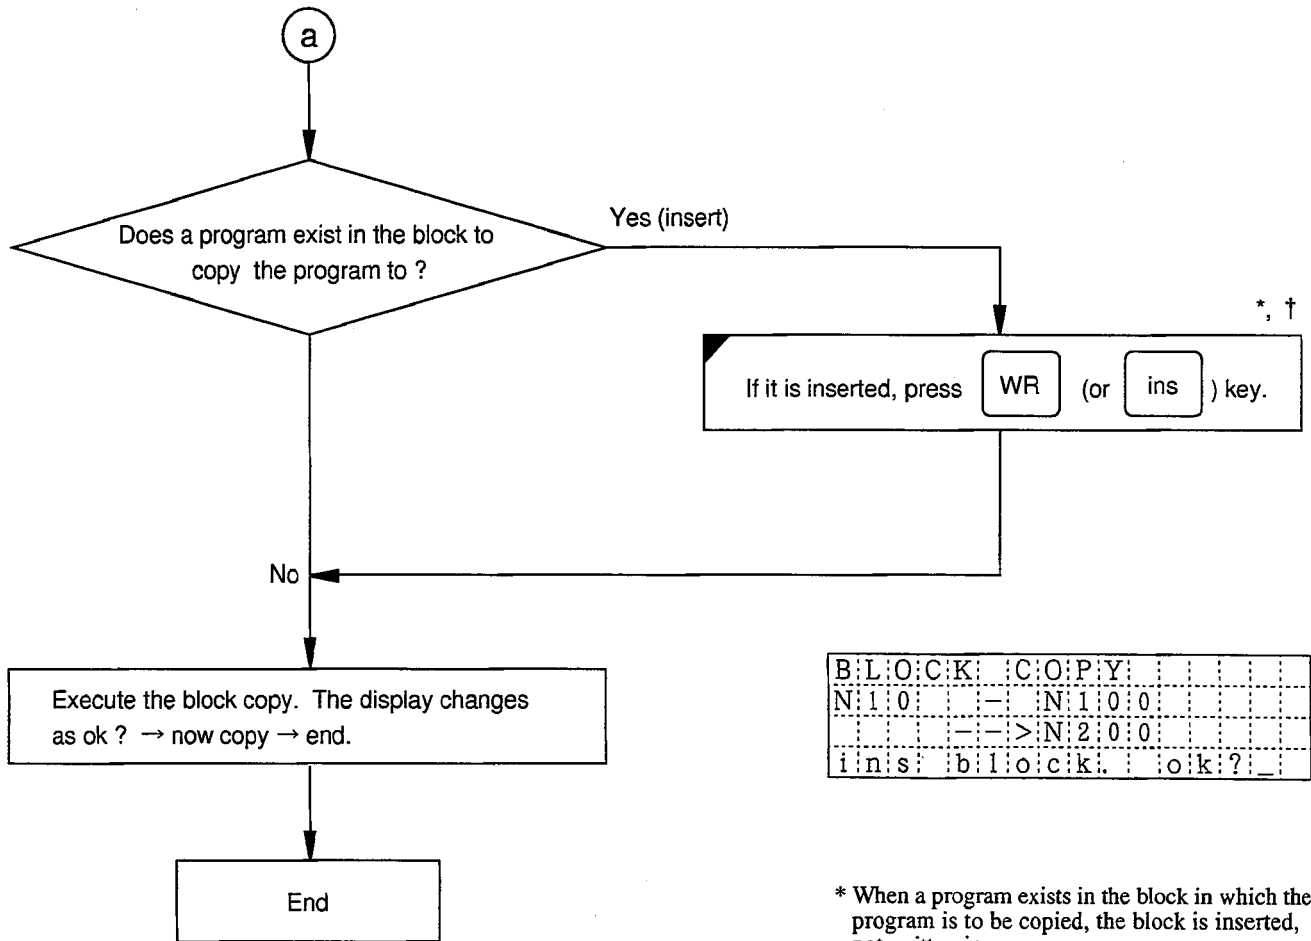 a
Does a program exist in the block to
copy the program to ?
Yes (insert)
*, †
If it is inserted, press WR (or ins ) key.
No
Execute the block copy. The display changes
as ok ? → now copy → end.
End
BLOCK COPY
N10 - N100
-->N200
ins block. ok?_
* When a program exists in the block in which the
program is to be copied, the block is inserted,